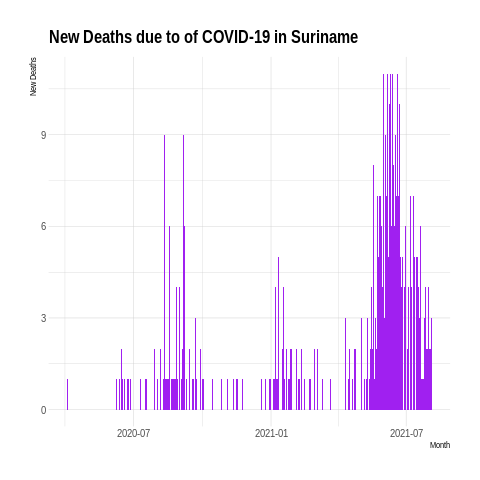 New Deaths due to of COVID-19 in Suriname
New Deaths
9
6
3
0
2020-07
2021-01
2021-07
Month